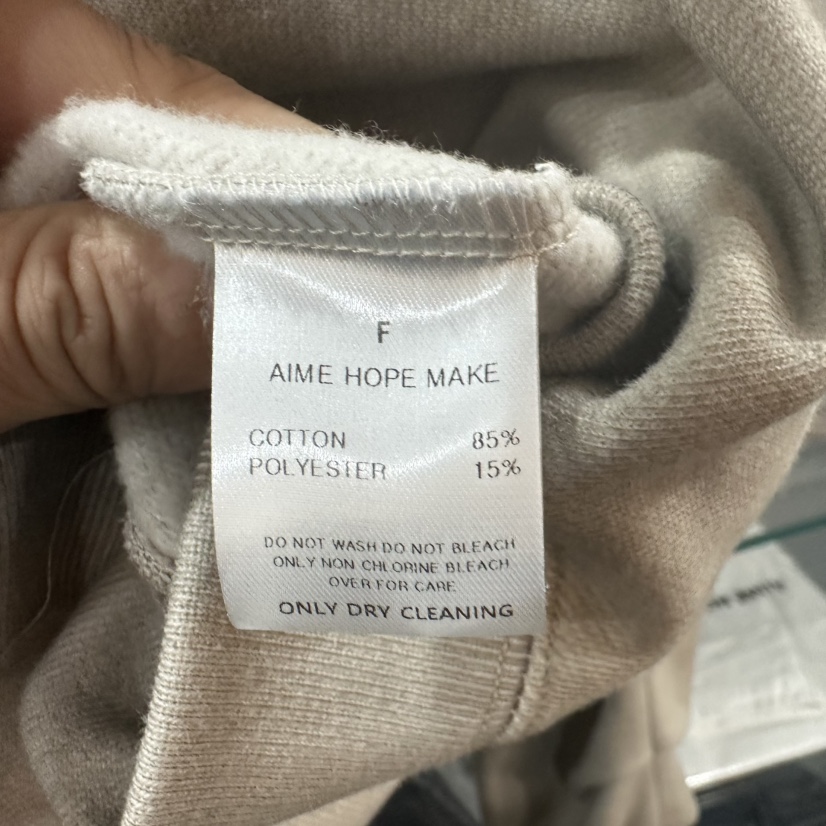 F
AIME HOPE MAKE
COTTON 85%
POLYESTER 15%
DO NOT WASH DO NOT BLEACH
ONLY NON CHLORINE BLEACH
OVER FOR CARE
ONLY DRY CLEANING